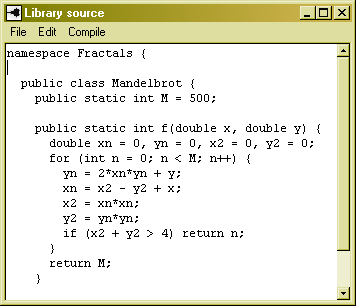 Library source
File Edit Compile
namespace Fractals {
public class Mandelbrot {
public static int M = 500;
public static int f(double x, double y) {
double xn = 0, yn = 0, x2 = 0, y2 = 0;
for (int n = 0; n < M; n++) {
yn = 2*xn*yn + y;
xn = x2 - y2 + x;
x2 = xn*xn;
y2 = yn*yn;
if (x2 + y2 > 4) return n;
}
return M;
}